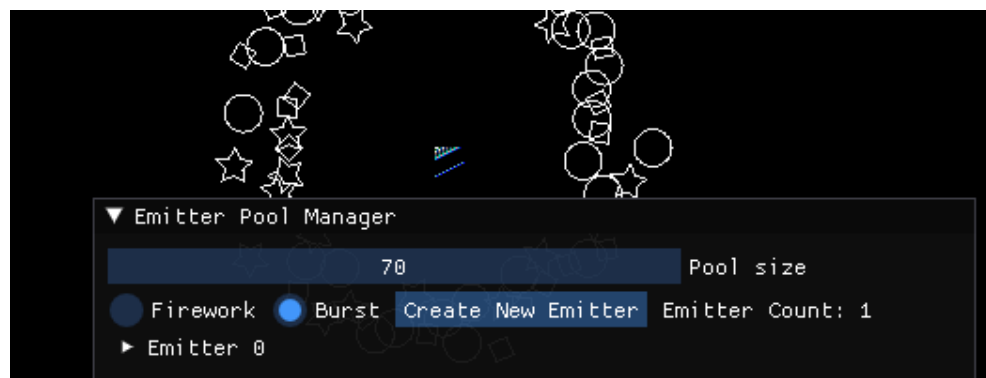 Emitter Pool Manager
70 Pool size
Firework Burst Create New Emitter Emitter Count: 1
Emitter 0